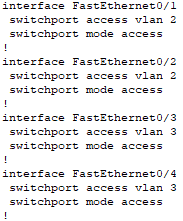 interface FastEthernet0/1
 switchport access vlan 2
 switchport mode access
!
interface FastEthernet0/2
 switchport access vlan 2
 switchport mode access
!
interface FastEthernet0/3
 switchport access vlan 3
 switchport mode access
!
interface FastEthernet0/4
 switchport access vlan 3
 switchport mode access
!